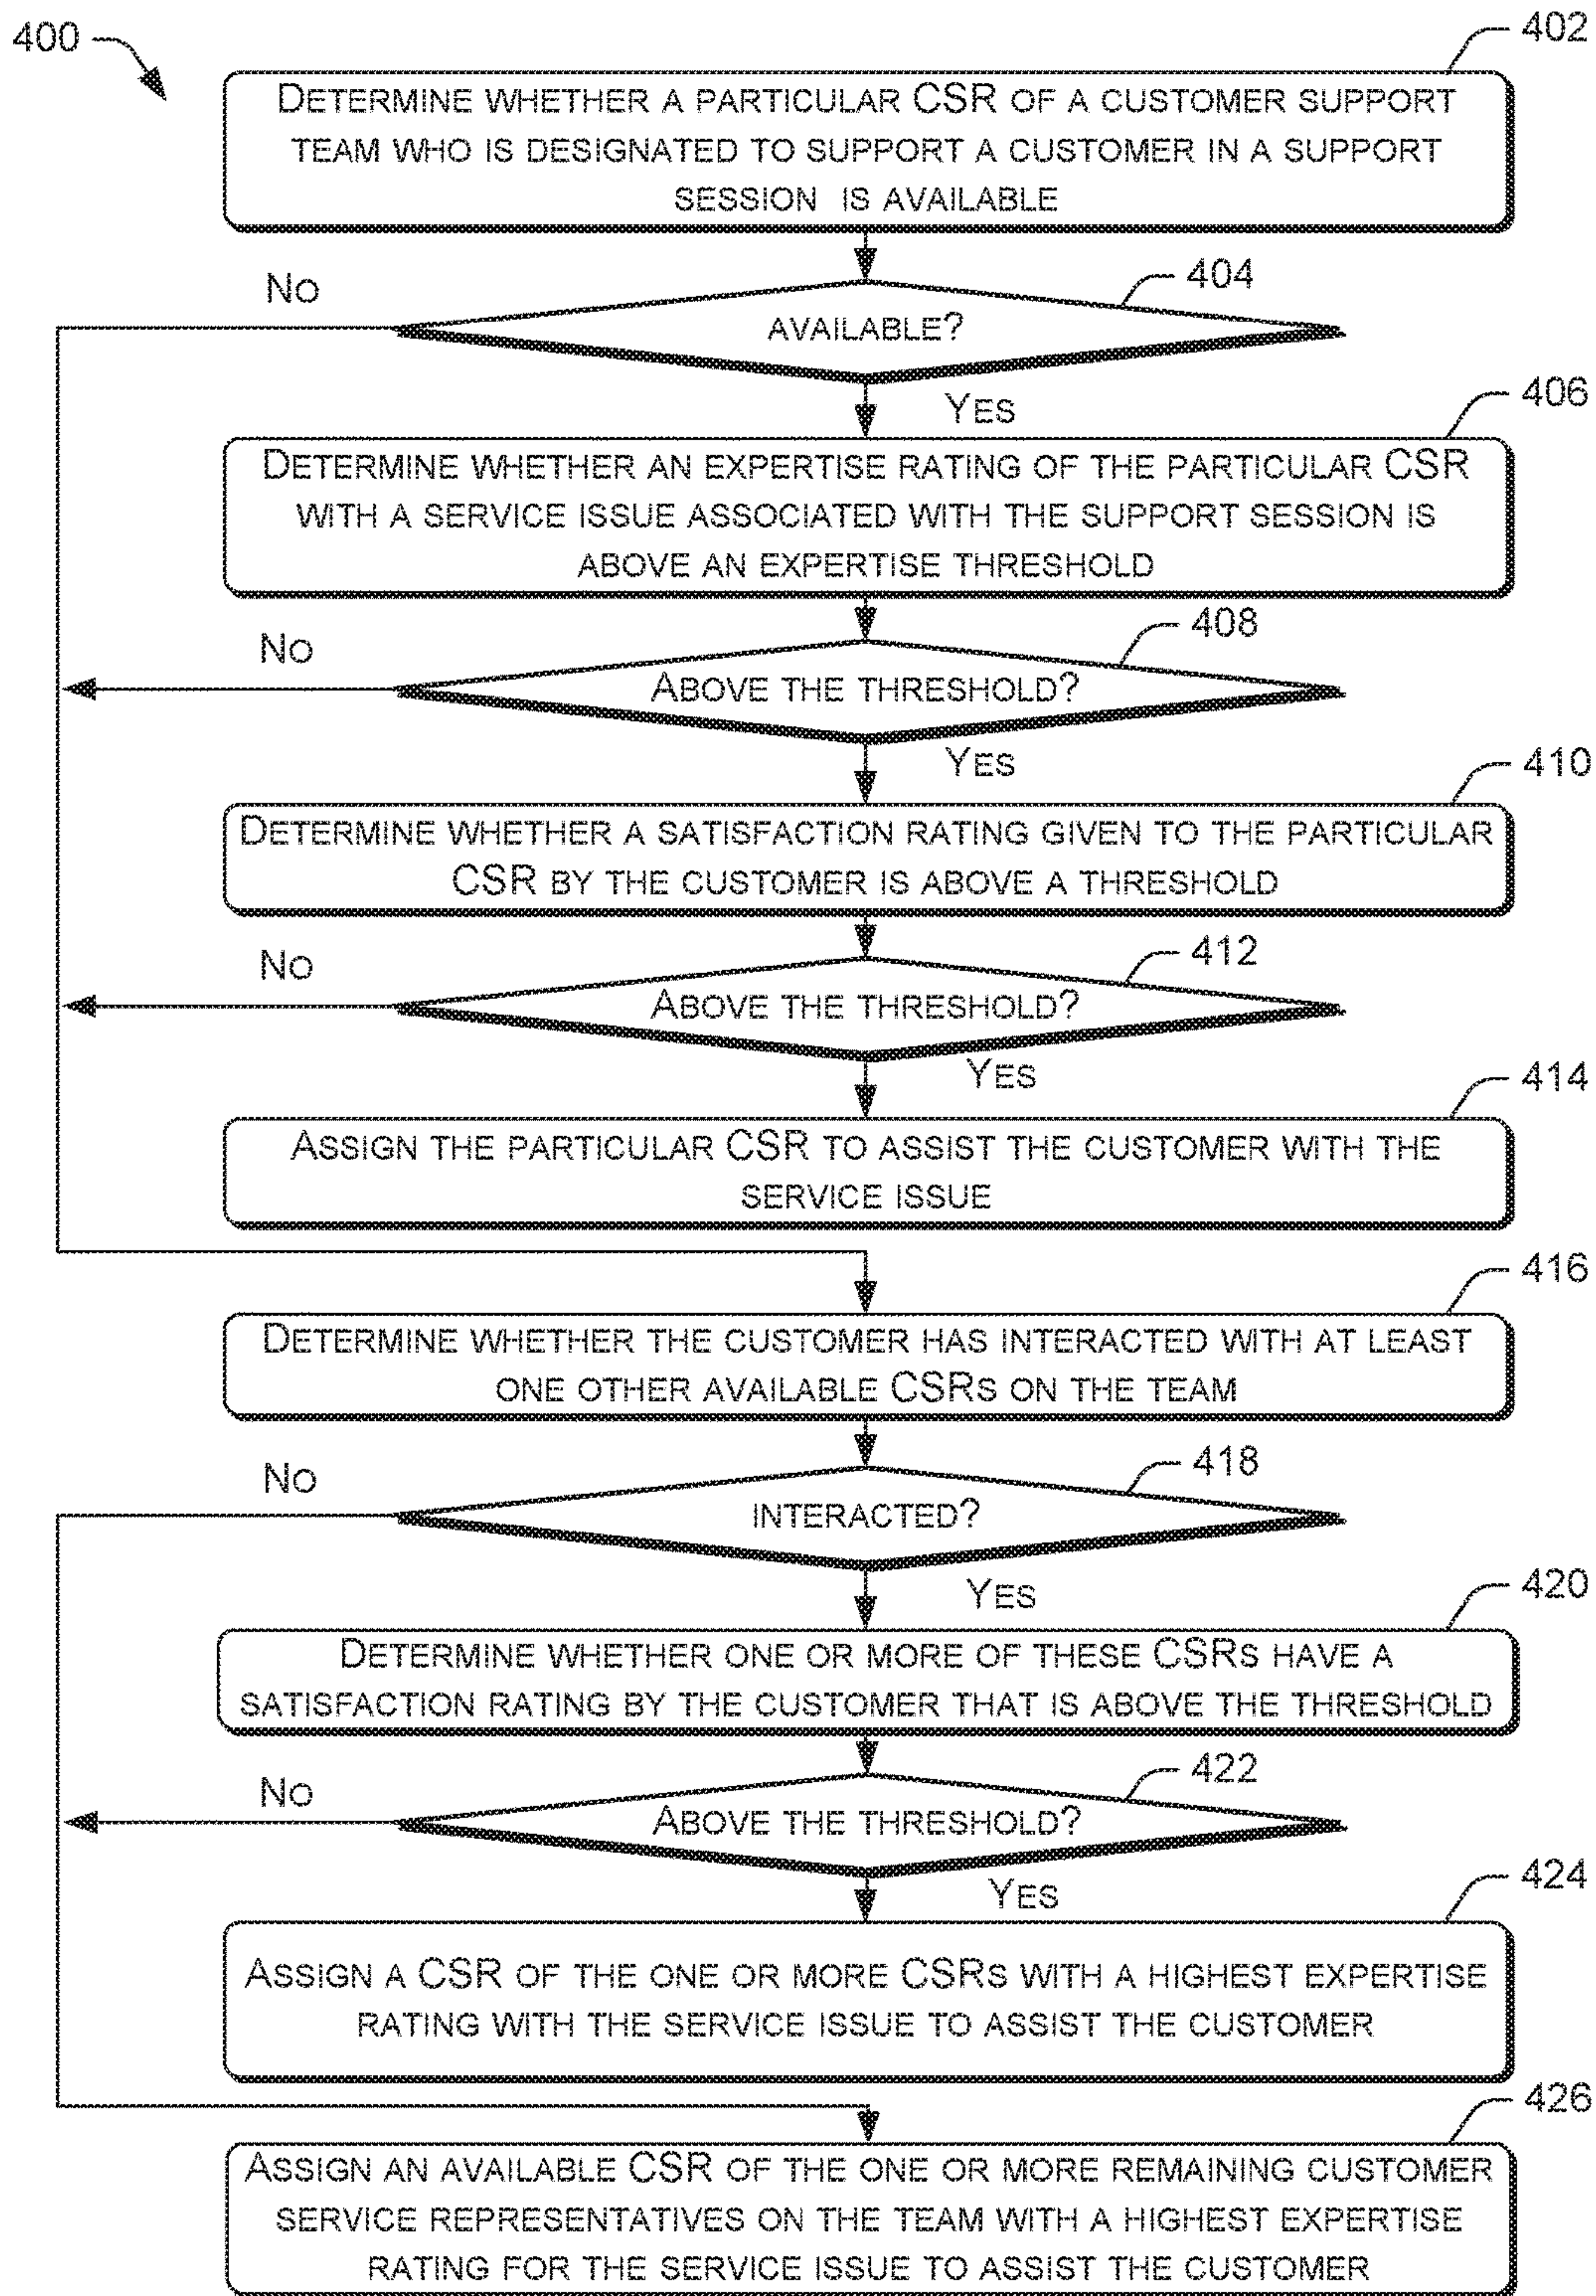 400
402
DETERMINE WHETHER A PARTICULAR CSR OF A CUSTOMER SUPPORT
TEAM WHO IS DESIGNATED TO SUPPORT A CUSTOMER IN A SUPPORT
SESSION IS AVAILABLE
404
NO
AVAILABLE?
YES
406
DETERMINE WHETHER AN EXPERTISE RATING OF THE PARTICULAR CSR
WITH A SERVICE ISSUE ASSOCIATED WITH THE SUPPORT SESSION IS
ABOVE AN EXPERTISE THRESHOLD
408
NO
ABOVE THE THRESHOLD?
YES
410
DETERMINE WHETHER A SATISFACTION RATING GIVEN TO THE PARTICULAR
CSR BY THE CUSTOMER IS ABOVE A THRESHOLD
412
NO
ABOVE THE THRESHOLD?
YES
414
ASSIGN THE PARTICULAR CSR TO ASSIST THE CUSTOMER WITH THE
SERVICE ISSUE
416
DETERMINE WHETHER THE CUSTOMER HAS INTERACTED WITH AT LEAST
ONE OTHER AVAILABLE CSRS ON THE TEAM
418
NO
INTERACTED?
YES
420
DETERMINE WHETHER ONE OR MORE OF THESE CSRS HAVE A
SATISFACTION RATING BY THE CUSTOMER THAT IS ABOVE THE THRESHOLD
422
NO
ABOVE THE THRESHOLD?
YES
424
ASSIGN A CSR OF THE ONE OR MORE CSRS WITH A HIGHEST EXPERTISE
RATING WITH THE SERVICE ISSUE TO ASSIST THE CUSTOMER
426
ASSIGN AN AVAILABLE CSR OF THE ONE OR MORE REMAINING CUSTOMER
SERVICE REPRESENTATIVES ON THE TEAM WITH A HIGHEST EXPERTISE
RATING FOR THE SERVICE ISSUE TO ASSIST THE CUSTOMER